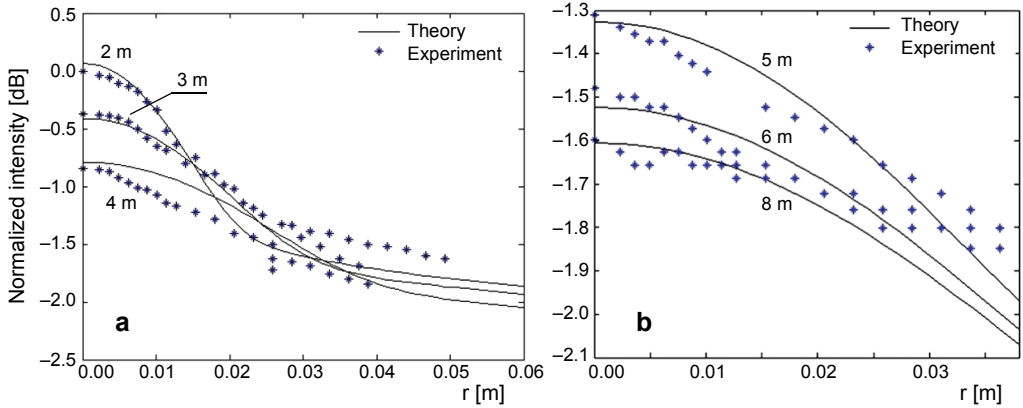 0.5
0.0
–0.5
–1.0
–1.5
–2.0
–2.5
Normalized intensity [dB]
2 m
3 m
4 m
Theory
Experiment
a
0.00 0.01 0.02 0.03 0.04 0.05 0.06
r [m]
–1.3
–1.4
–1.5
–1.6
–1.7
–1.8
–1.9
–2.0
–2.1
5 m
6 m
8 m
Theory
Experiment
b
0.00 0.01 0.02 0.03
r [m]